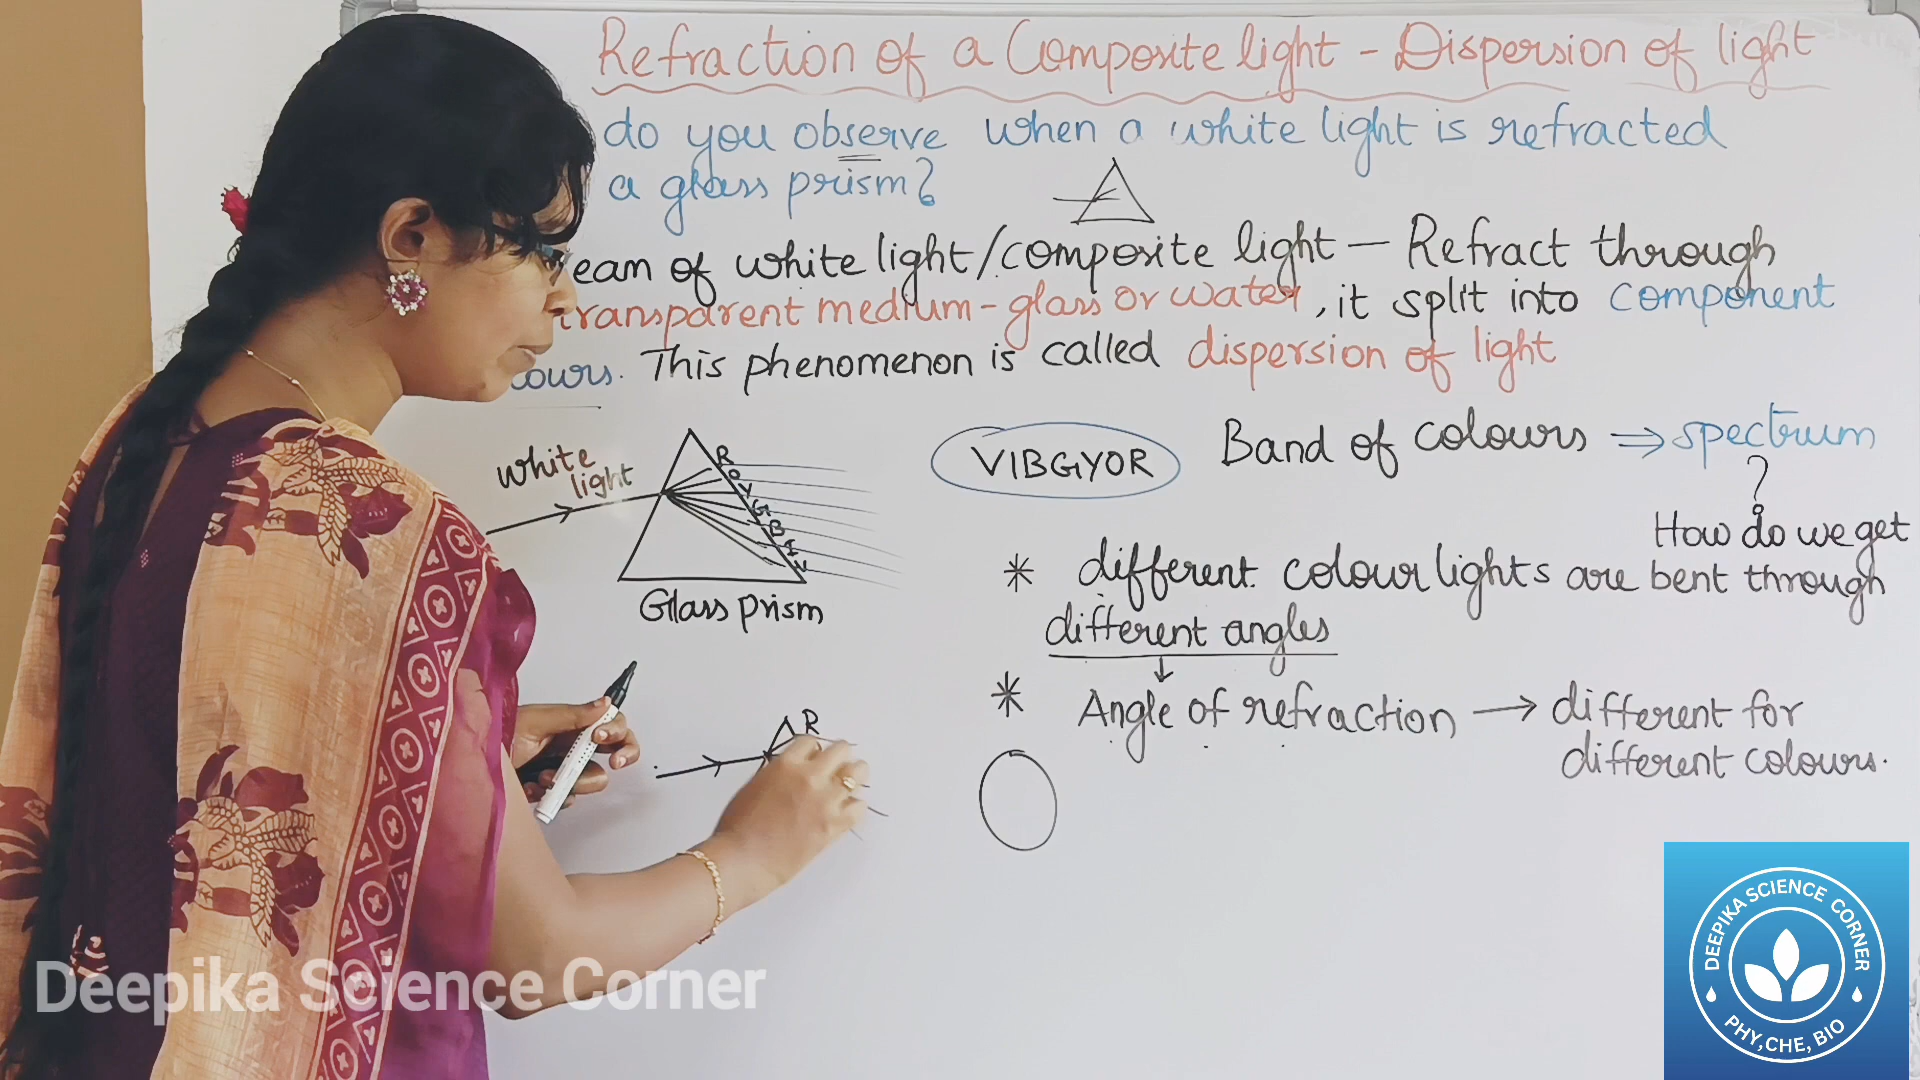 Refraction of a Composite light - Dispersion of light
do you observe when a white light is refracted
a glass prism?
eam of white light/composite light — Refract through
transparent medium - glass or water, it split into component
ours. This phenomenon is called dispersion of light
white
light
R
O
Y
G
B
I
V
Glass prism
VIBGYOR
Band of colours ⇒ spectrum
?
How do we get
* different colour lights are bent through
different angles
↓
* Angle of refraction → different for
different colours.
R
Deepika Science Corner
DEEPIKA SCIENCE CORNER
PHY, CHE, BIO